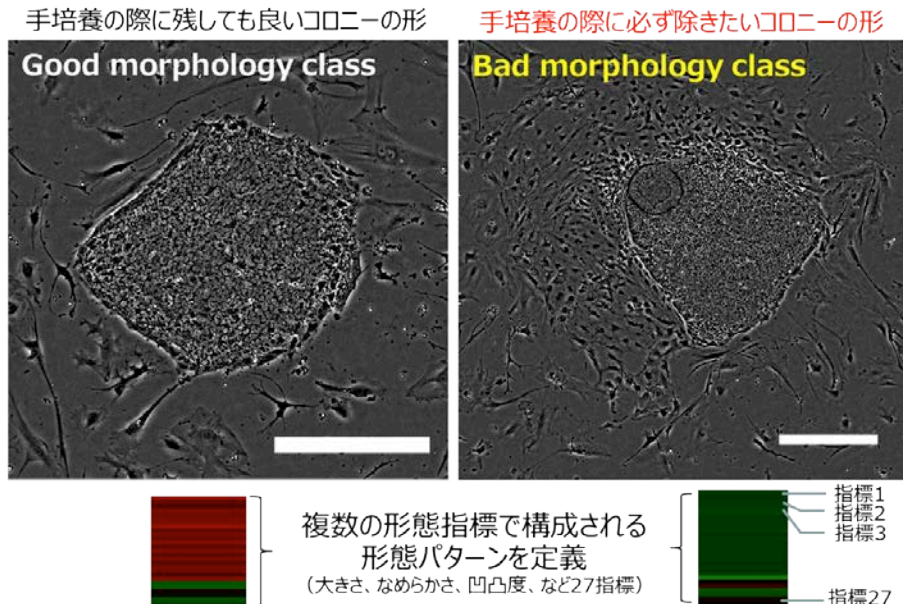 手培養の際に残しても良いコロニーの形
手培養の際に必ず除きたいコロニーの形
Good morphology class
Bad morphology class
複数の形態指標で構成される
形態パターンを定義
(大きさ、なめらかさ、凹凸度、など27指標)
指標1
指標2
指標3
指標27